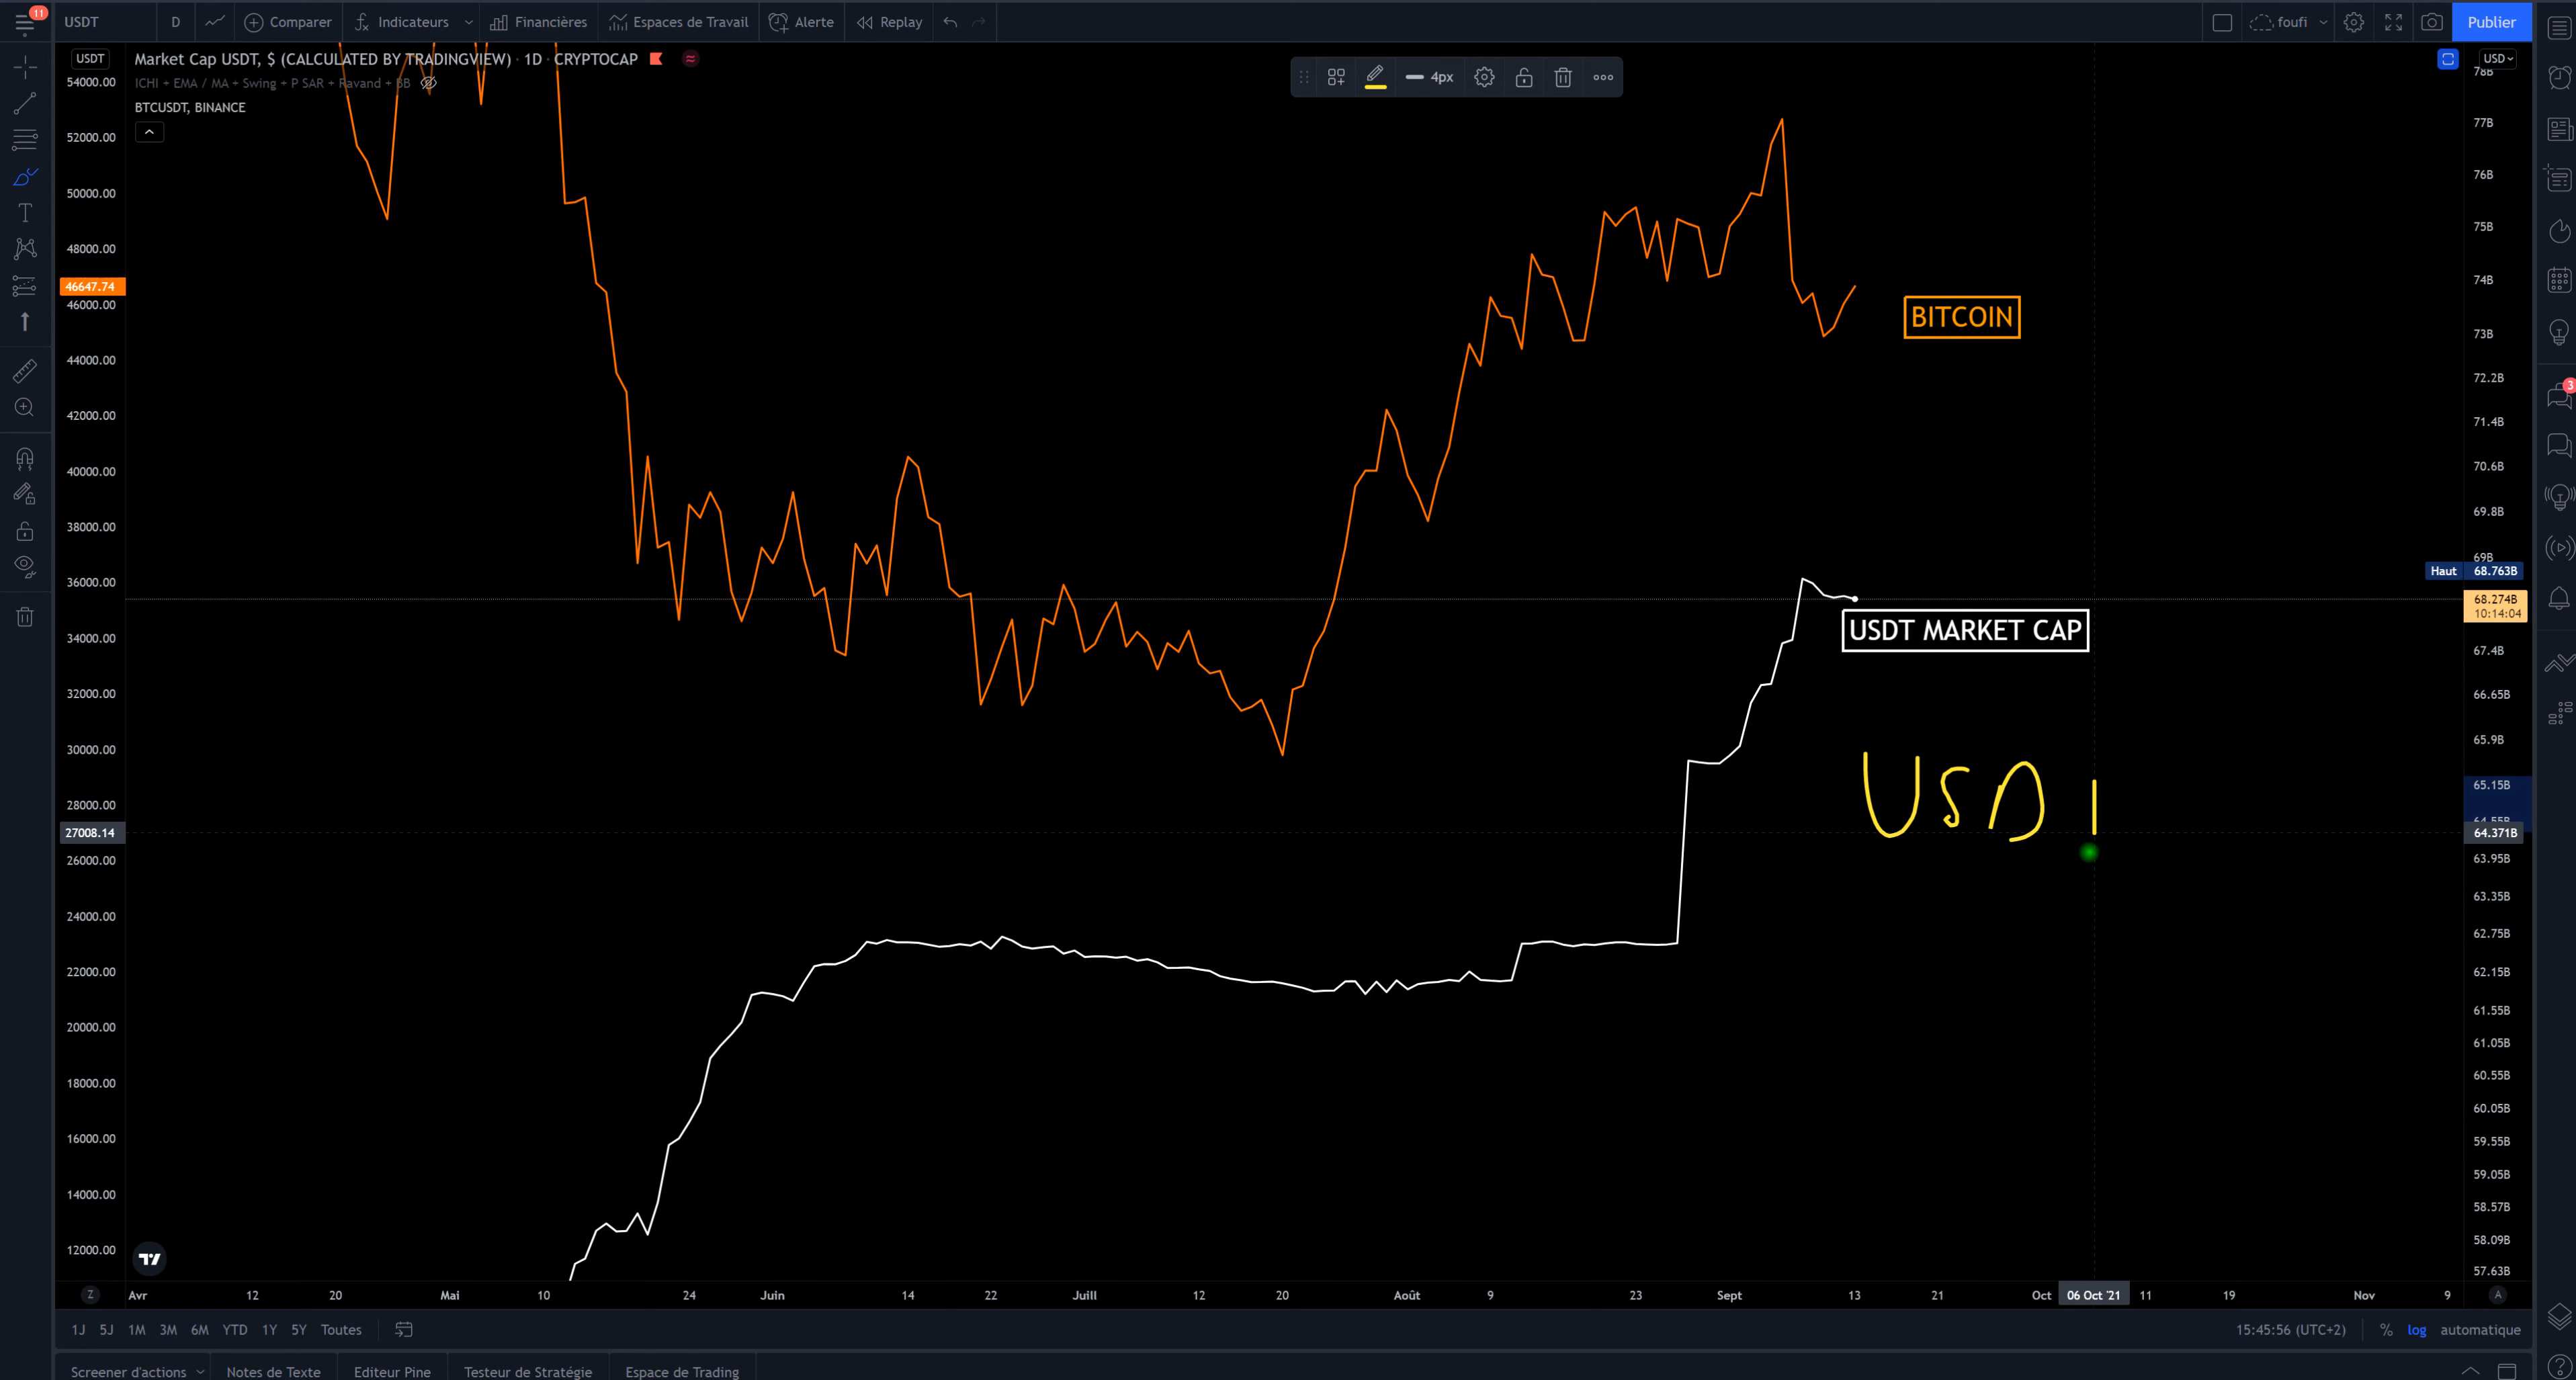 11
USDT D Comparer Indicateurs Financières Espaces de Travail Alerte Replay foufi Publier
USDT Market Cap USDT, $ (CALCULATED BY TRADINGVIEW) · 1D · CRYPTOCAP USD
ICHI + EMA / MA + Swing + P SAR + Ravand + BB
BTCUSDT, BINANCE
4px
54000.00
52000.00
50000.00
48000.00
46647.74
46000.00
44000.00
42000.00
40000.00
38000.00
36000.00
34000.00
32000.00
30000.00
28000.00
27008.14
26000.00
24000.00
22000.00
20000.00
18000.00
16000.00
14000.00
12000.00
BITCOIN
USDT MARKET CAP
USD
78B
77B
76B
75B
74B
73B
72.2B
71.4B
70.6B
69.8B
69B
Haut 68.763B
68.274B
10:14:04
67.4B
66.65B
65.9B
65.15B
64.55B
64.371B
63.95B
63.35B
62.75B
62.15B
61.55B
61.05B
60.55B
60.05B
59.55B
59.05B
58.57B
58.09B
57.63B
3
Z Avr 12 20 Mai 10 24 Juin 14 22 Juill 12 20 Août 9 23 Sept 13 21 Oct 06 Oct '21 11 19 Nov 9 A
1J 5J 1M 3M 6M YTD 1Y 5Y Toutes 15:45:56 (UTC+2) % log automatique
Screener d'actions Notes de Texte Editeur Pine Testeur de Stratégie Espace de Trading